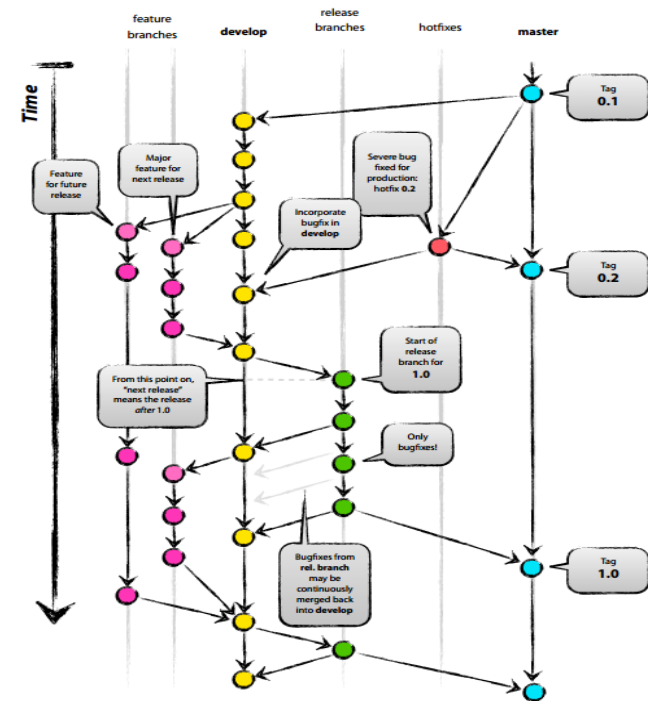 feature
branches
develop
release
branches
hotfixes
master
Time
Tag
0.1
Feature
for future
release
Major
feature for
next release
Severe bug
fixed for
production:
hotfix 0.2
Incorporate
bugfix in
develop
Tag
0.2
Start of
release
branch for
1.0
From this point on,
"next release"
means the release
after 1.0
Only
bugfixes!
Bugfixes from
rel. branch
may be
continuously
merged back
into develop
Tag
1.0